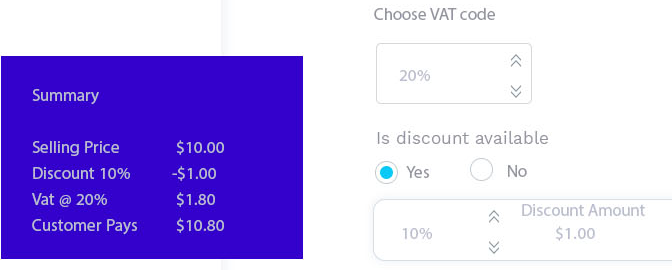 Choose VAT code
20%
Is discount available
Yes No
Discount Amount
10% $1.00
Summary
Selling Price $10.00
Discount 10% -$1.00
Vat @ 20% $1.80
Customer Pays $10.80